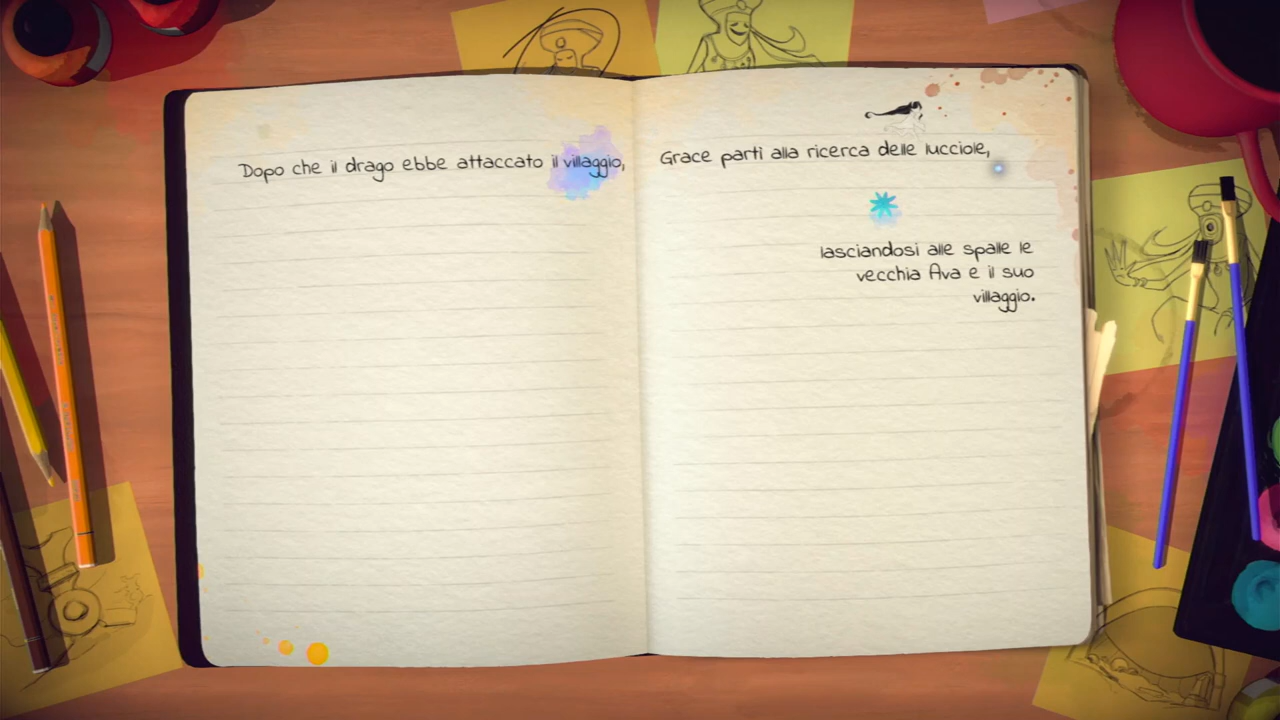 Dopo che il drago ebbe attaccato il villaggio,
Grace partì alla ricerca delle lucciole,
lasciandosi alle spalle le
vecchia Ava e il suo
villaggio.